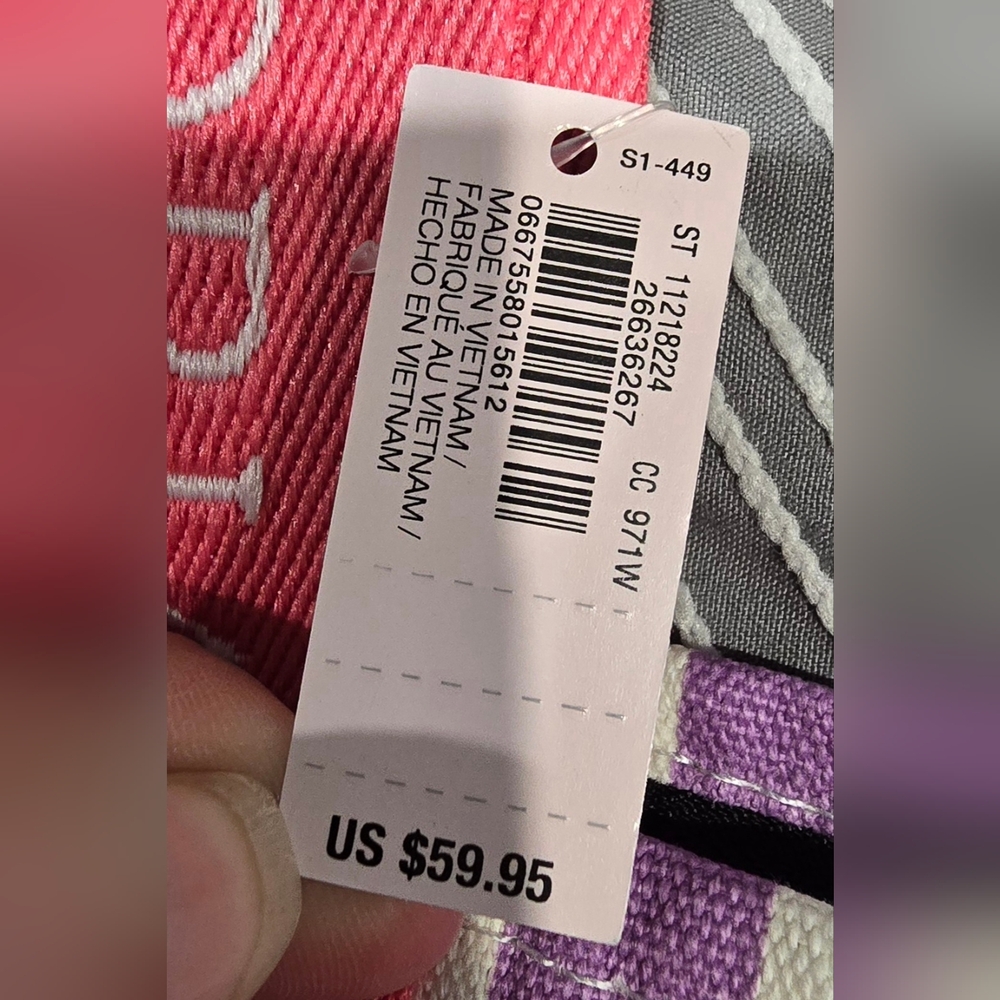 S1-449
ST 11218224 CC 971W
26636267
0667558015612
MADE IN VIETNAM /
FABRIQUÉ AU VIETNAM /
HECHO EN VIETNAM
US $59.95